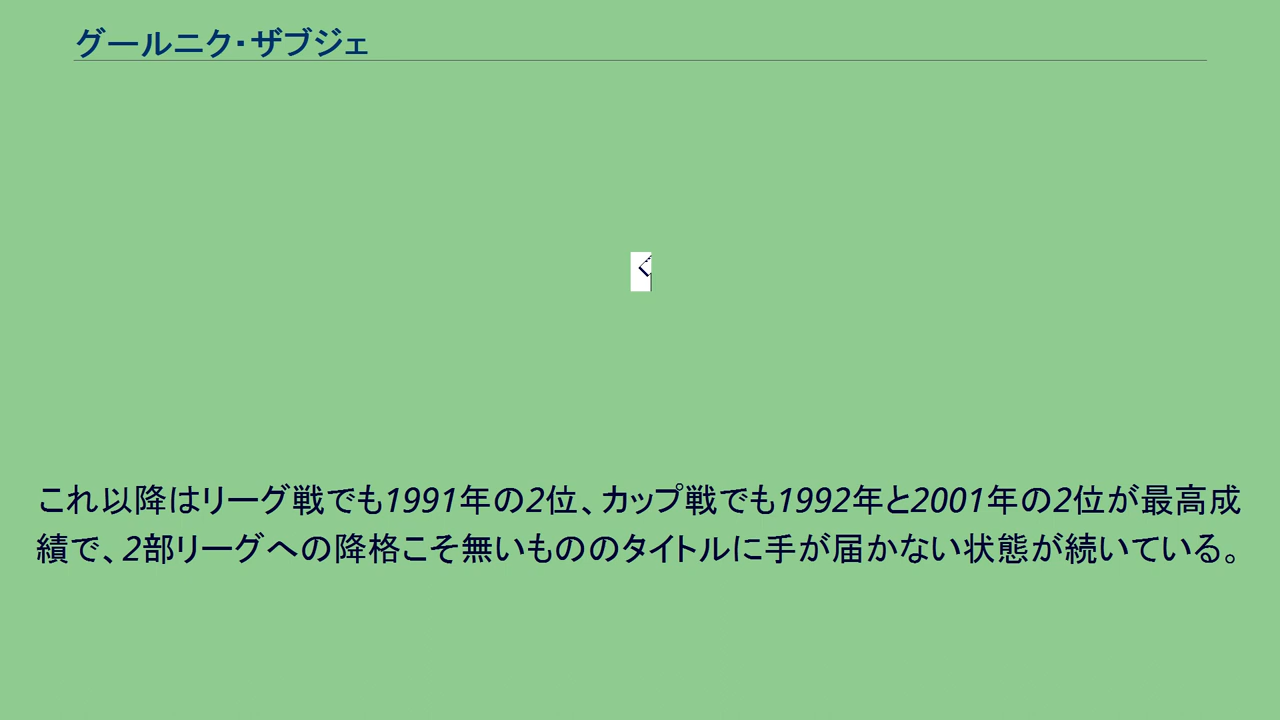 グールニク・ザブジェ
これ以降はリーグ戦でも1991年の2位、カップ戦でも1992年と2001年の2位が最高成
績で、2部リーグへの降格こそ無いもののタイトルに手が届かない状態が続いている。